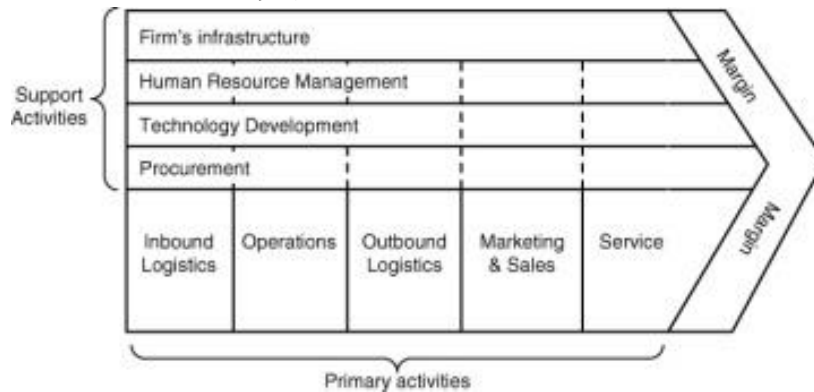 Firm's infrastructure
Human Resource Management
Support
Activities
Technology Development
Procurement
Margin
Margin
Inbound
Logistics
Operations
Outbound
Logistics
Marketing
& Sales
Service
Primary activities